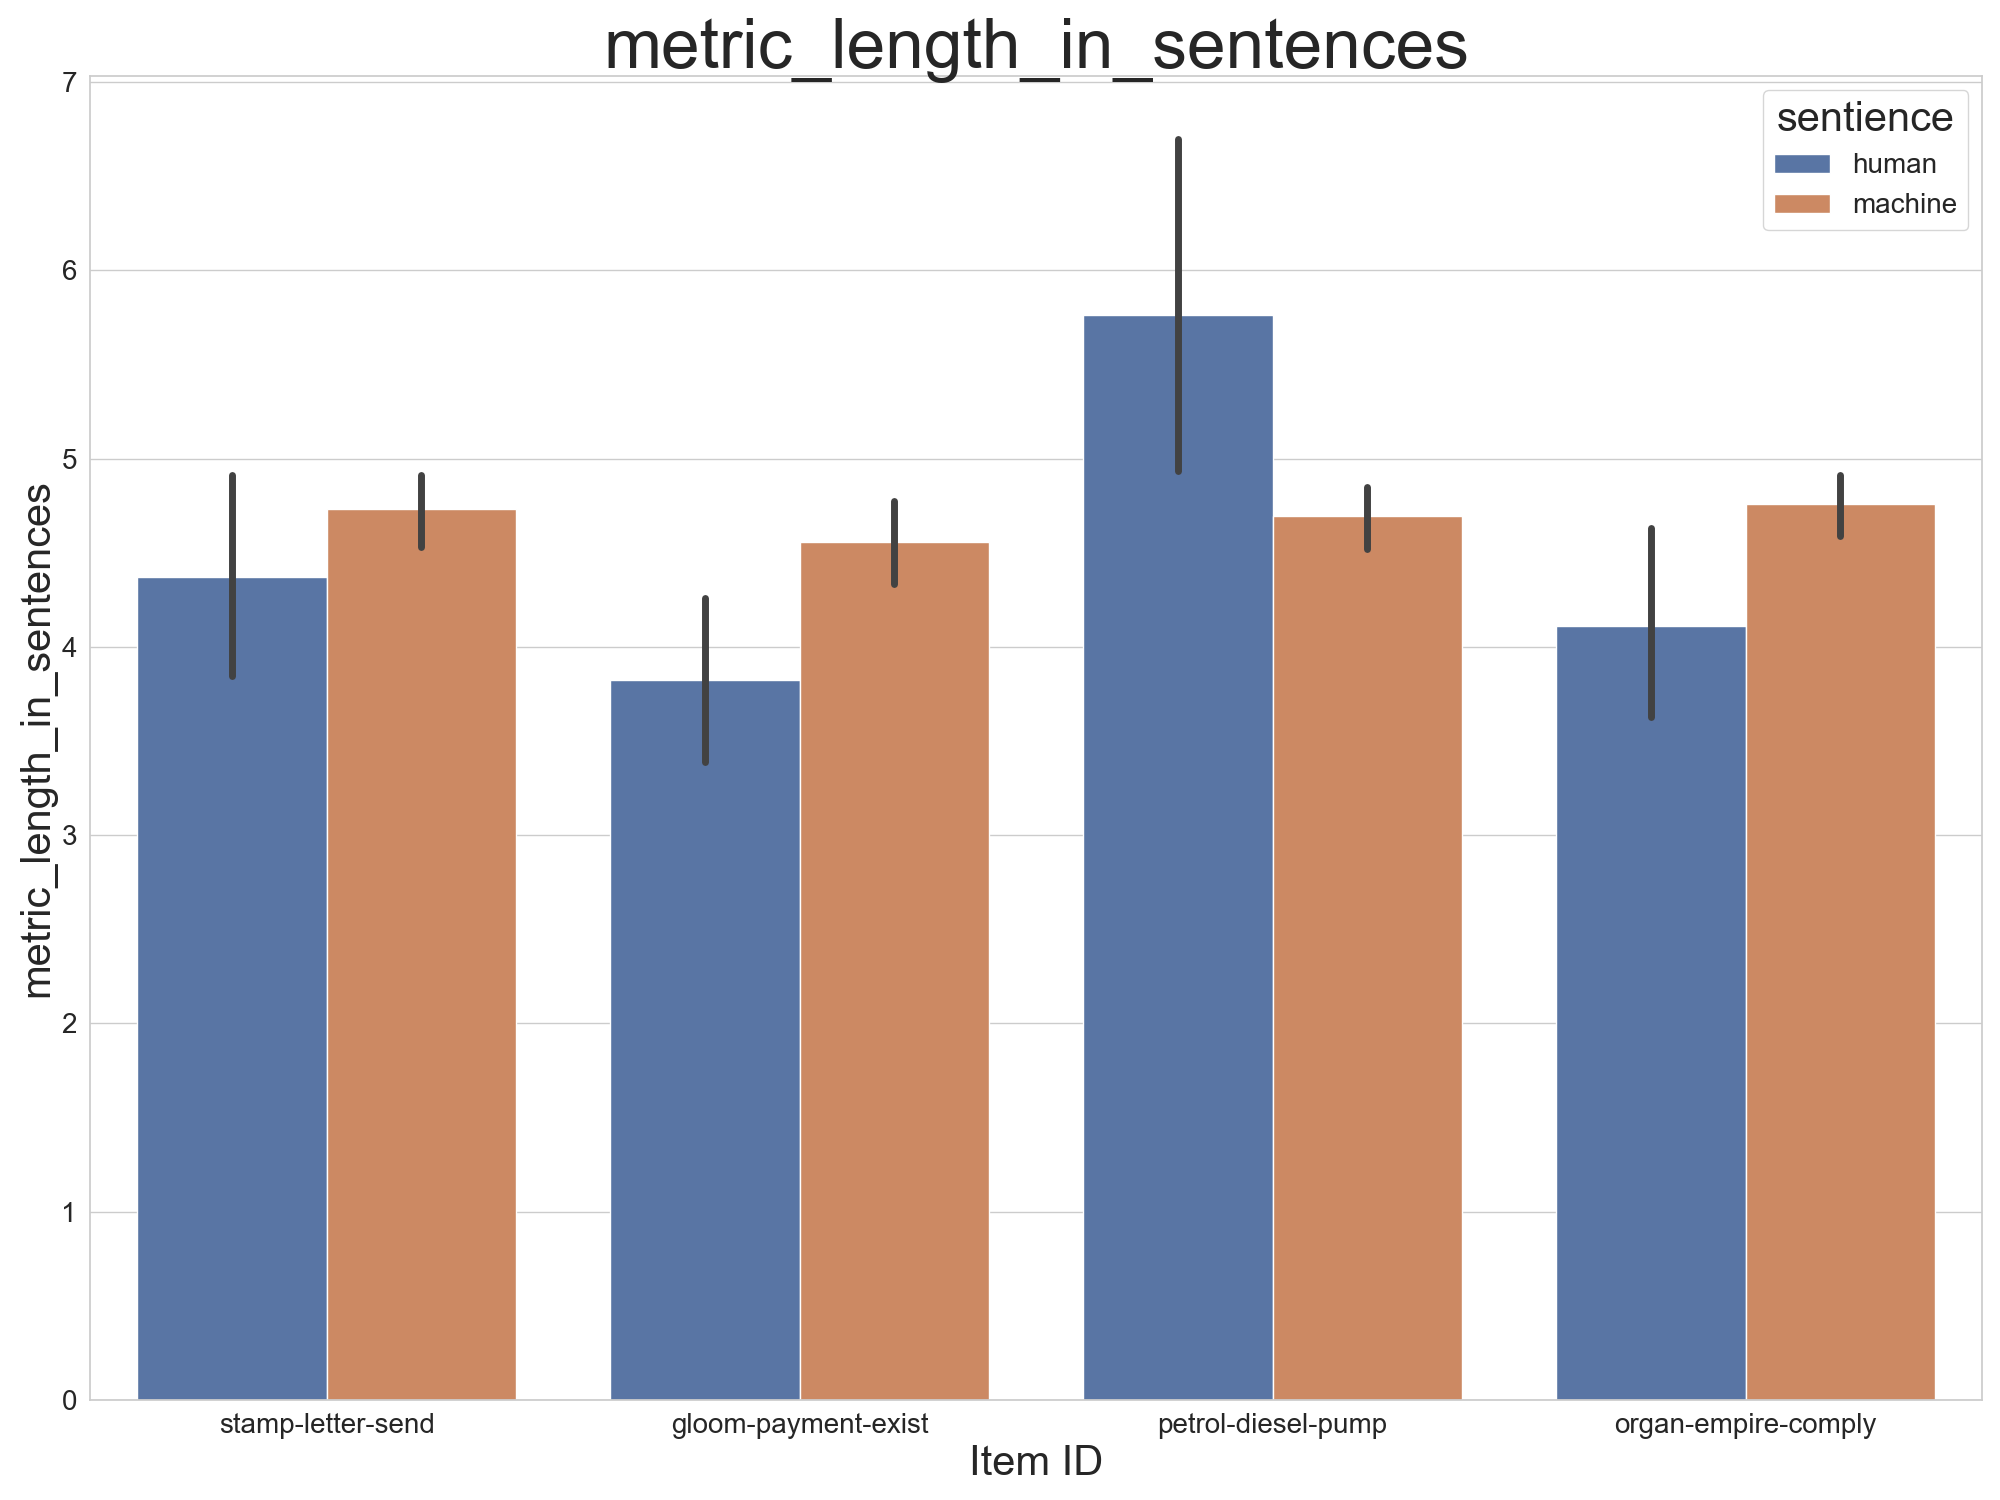 metric_length_in_sentences
sentience
human
machine
metric_length_in_sentences
7
6
5
4
3
2
1
0
stamp-letter-send
gloom-payment-exist
petrol-diesel-pump
organ-empire-comply
Item ID